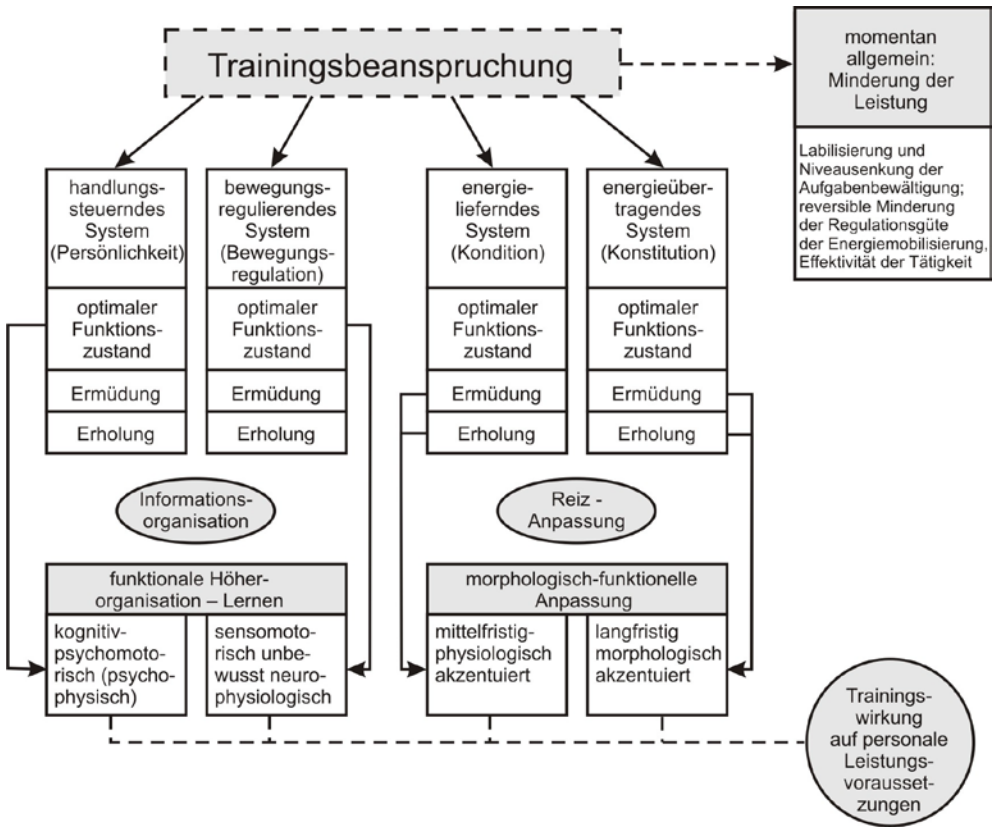 Trainingsbeanspruchung
momentan
allgemein:
Minderung der
Leistung
Labilisierung und
Niveausenkung der
Aufgabenbewältigung;
reversible Minderung
der Regulationsgüte
der Energiemobilisierung,
Effektivität der Tätigkeit
handlungs-
steuerndes
System
(Persönlichkeit)
optimaler
Funktions-
zustand
Ermüdung
Erholung
bewegungs-
regulierendes
System
(Bewegungs-
regulation)
optimaler
Funktions-
zustand
Ermüdung
Erholung
energie-
lieferndes
System
(Kondition)
optimaler
Funktions-
zustand
Ermüdung
Erholung
energieüber-
tragendes
System
(Konstitution)
optimaler
Funktions-
zustand
Ermüdung
Erholung
Informations-
organisation
Reiz -
Anpassung
funktionale Höher-
organisation – Lernen
kognitiv-
psychomoto-
risch (psycho-
physisch)
sensomoto-
risch unbe-
wusst neuro-
physiologisch
morphologisch-funktionelle
Anpassung
mittelfristig-
physiologisch
akzentuiert
langfristig
morphologisch
akzentuiert
Trainings-
wirkung
auf personale
Leistungs-
vorausset-
zungen